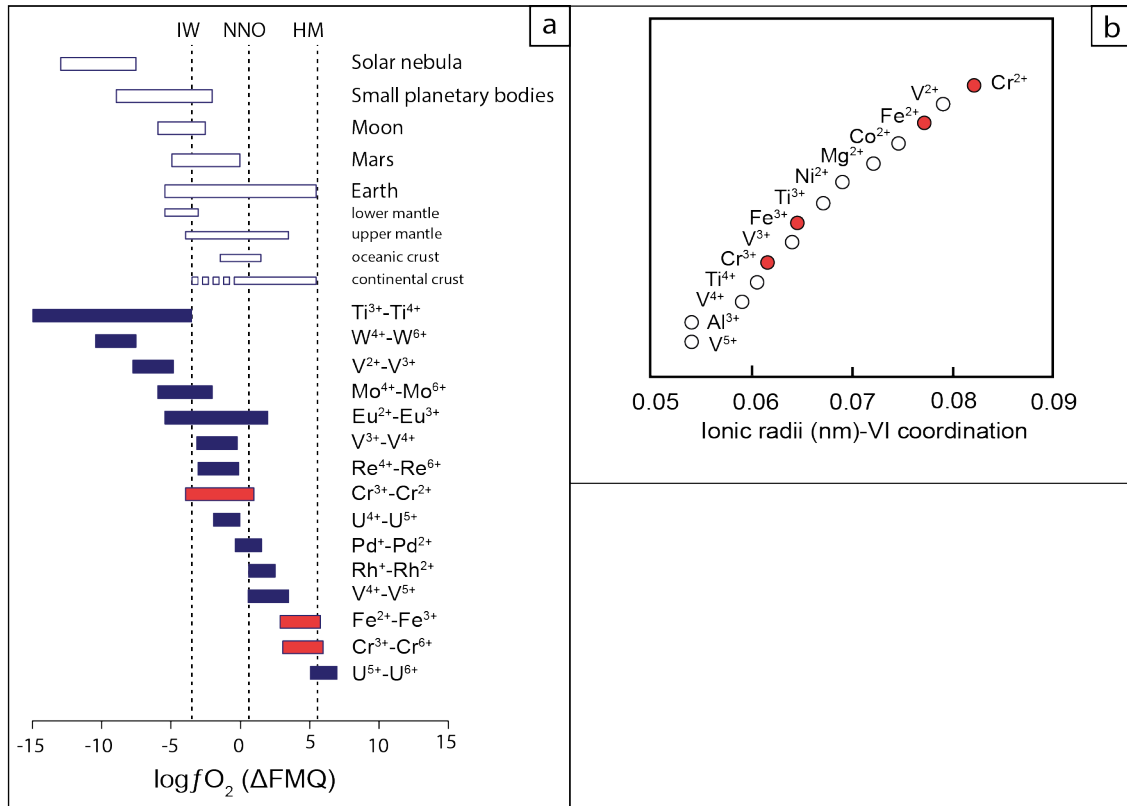 IW NNO HM
a
Solar nebula
Small planetary bodies
Moon
Mars
Earth
lower mantle
upper mantle
oceanic crust
continental crust
Ti³⁺-Ti⁴⁺
W⁴⁺-W⁶⁺
V²⁺-V³⁺
Mo⁴⁺-Mo⁶⁺
Eu²⁺-Eu³⁺
V³⁺-V⁴⁺
Re⁴⁺-Re⁶⁺
Cr³⁺-Cr²⁺
U⁴⁺-U⁵⁺
Pd⁺-Pd²⁺
Rh⁺-Rh²⁺
V⁴⁺-V⁵⁺
Fe²⁺-Fe³⁺
Cr³⁺-Cr⁶⁺
U⁵⁺-U⁶⁺
-15 -10 -5 0 5 10 15
logfO₂ (ΔFMQ)
b
Cr²⁺
V²⁺
Fe²⁺
Co²⁺
Mg²⁺
Ni²⁺
Ti³⁺
Fe³⁺
V³⁺
Cr³⁺
Ti⁴⁺
V⁴⁺
Al³⁺
V⁵⁺
0.05 0.06 0.07 0.08 0.09
Ionic radii (nm)-VI coordination